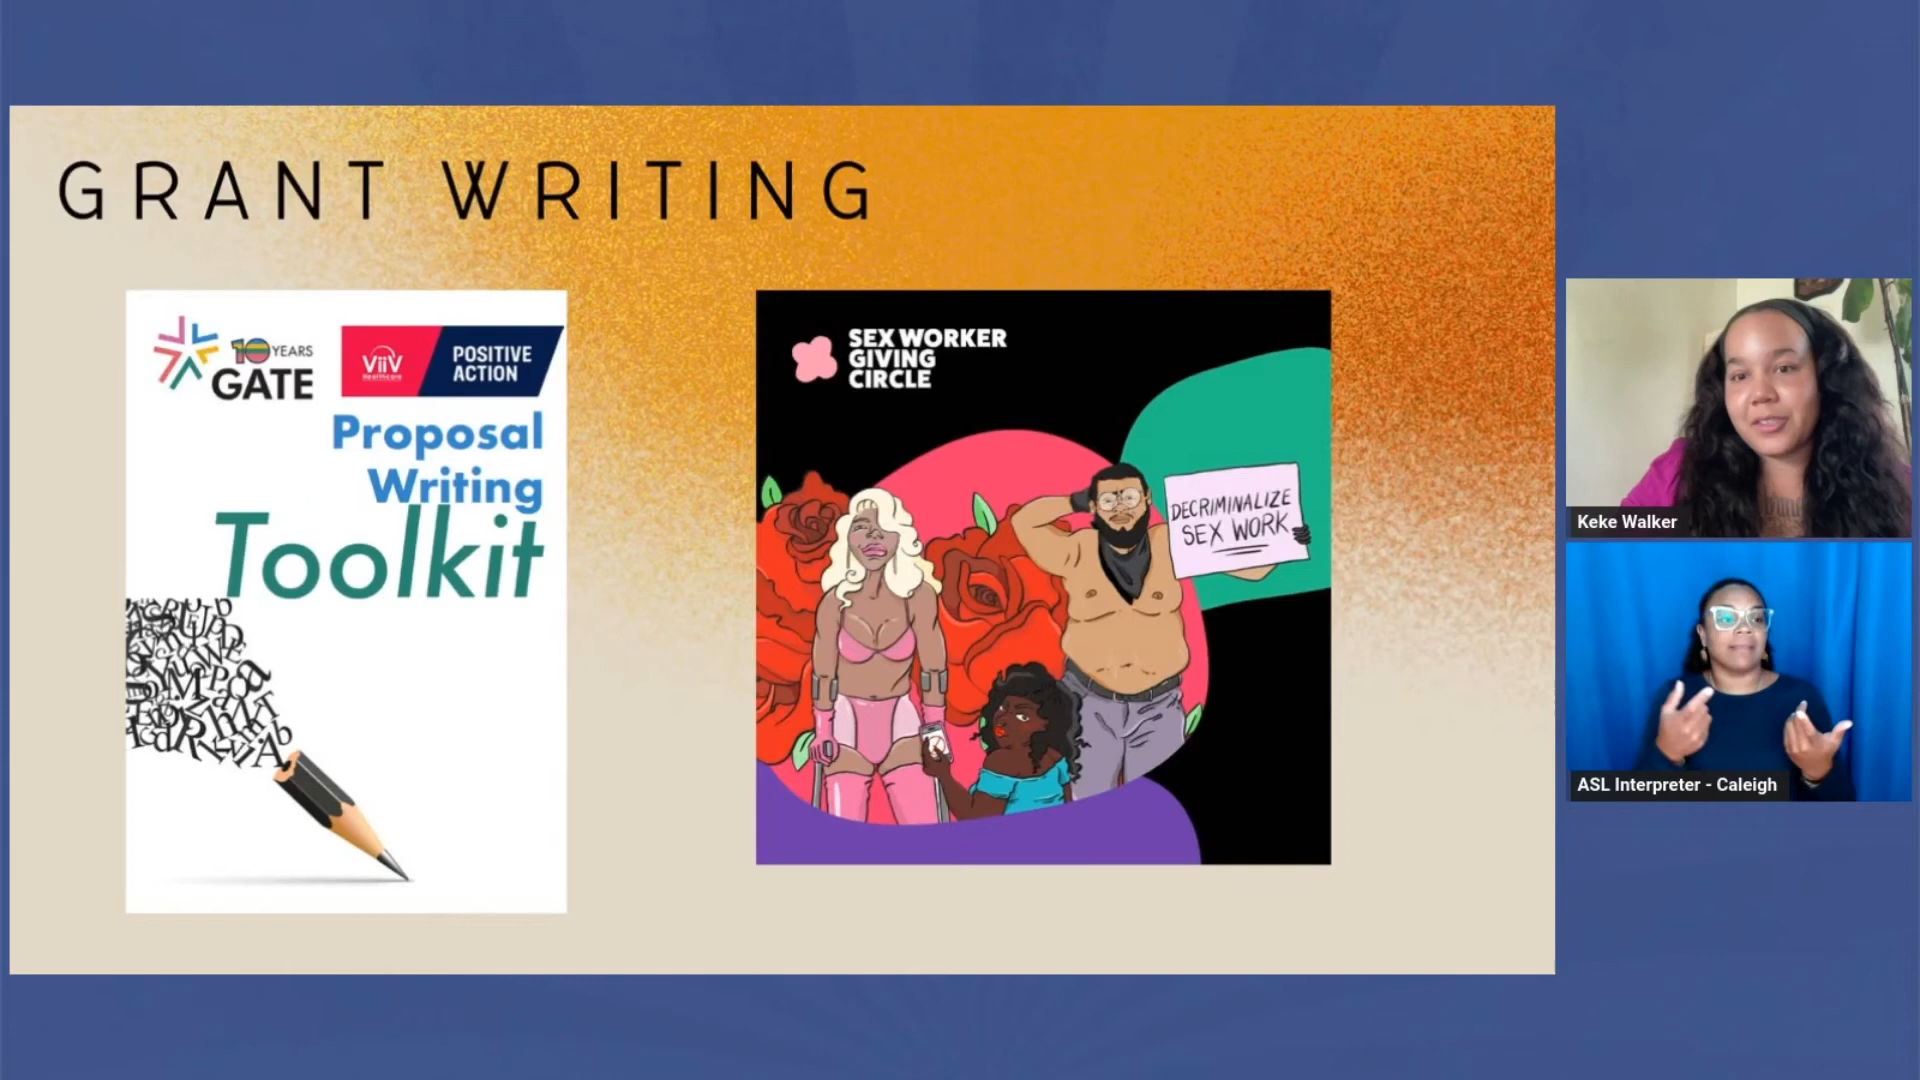 GRANT WRITING
10 YEARS
GATE
ViiV
Healthcare
POSITIVE
ACTION
Proposal
Writing
Toolkit
SEX WORKER
GIVING
CIRCLE
DECRIMINALIZE
SEX WORK
Keke Walker
ASL Interpreter - Caleigh